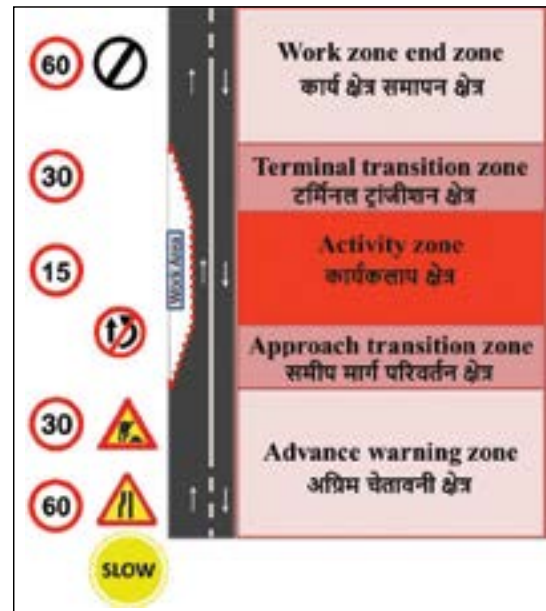 60
Work zone end zone
कार्य क्षेत्र समापन क्षेत्र
30
Terminal transition zone
टर्मिनल ट्रांजीशन क्षेत्र
15
Work Area
Activity zone
कार्यकलाप क्षेत्र
Approach transition zone
समीप मार्ग परिवर्तन क्षेत्र
30
Advance warning zone
अग्रिम चेतावनी क्षेत्र
60
SLOW